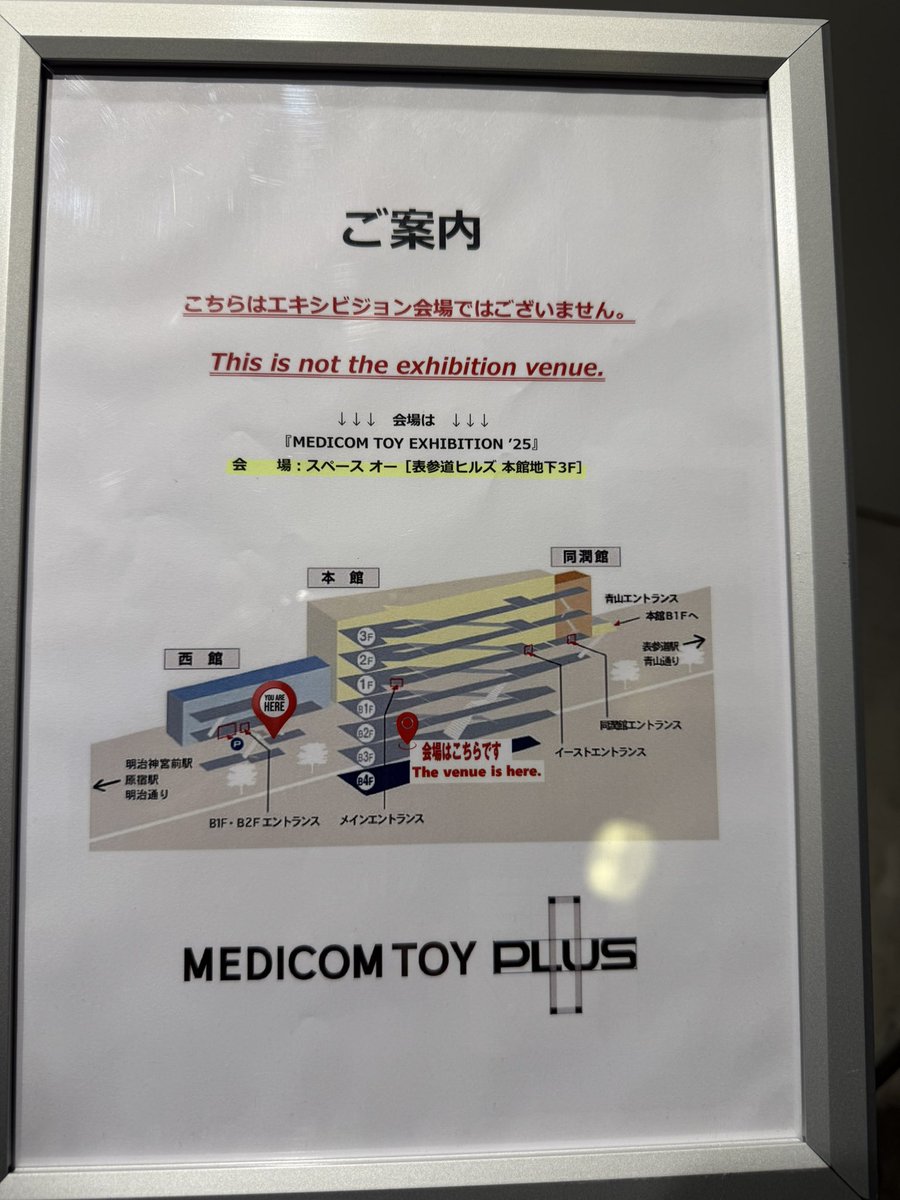 ご案内
こちらはエキシビジョン会場ではございません。
This is not the exhibition venue.
↓↓↓ 会場は ↓↓↓
『MEDICOM TOY EXHIBITION '25』
会　場：スペース オー［表参道ヒルズ 本館地下3F］
同潤館
本館
西館
青山エントランス
本館B1Fへ
表参道駅
青山通り
3F
2F
1F
B1F
B2F
B3F
B4F
YOU ARE
HERE
P
会場はこちらです
The venue is here.
同潤館エントランス
イーストエントランス
明治神宮前駅
原宿駅
明治通り
B1F・B2Fエントランス
メインエントランス
MEDICOM TOY PLUS